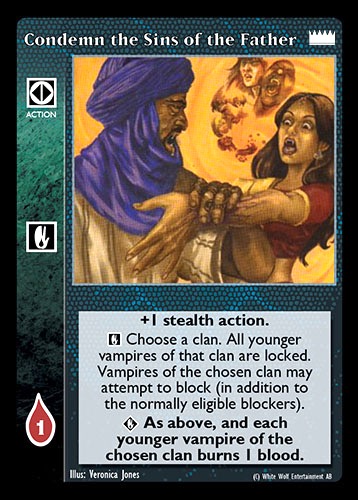 Condemn the Sins of the Father
ACTION
+1 stealth action.
Choose a clan. All younger
vampires of that clan are locked.
Vampires of the chosen clan may
attempt to block (in addition to
the normally eligible blockers).
As above, and each
younger vampire of the
chosen clan burns 1 blood.
1
Illus: Veronica Jones
(C) White Wolf Entertainment AB